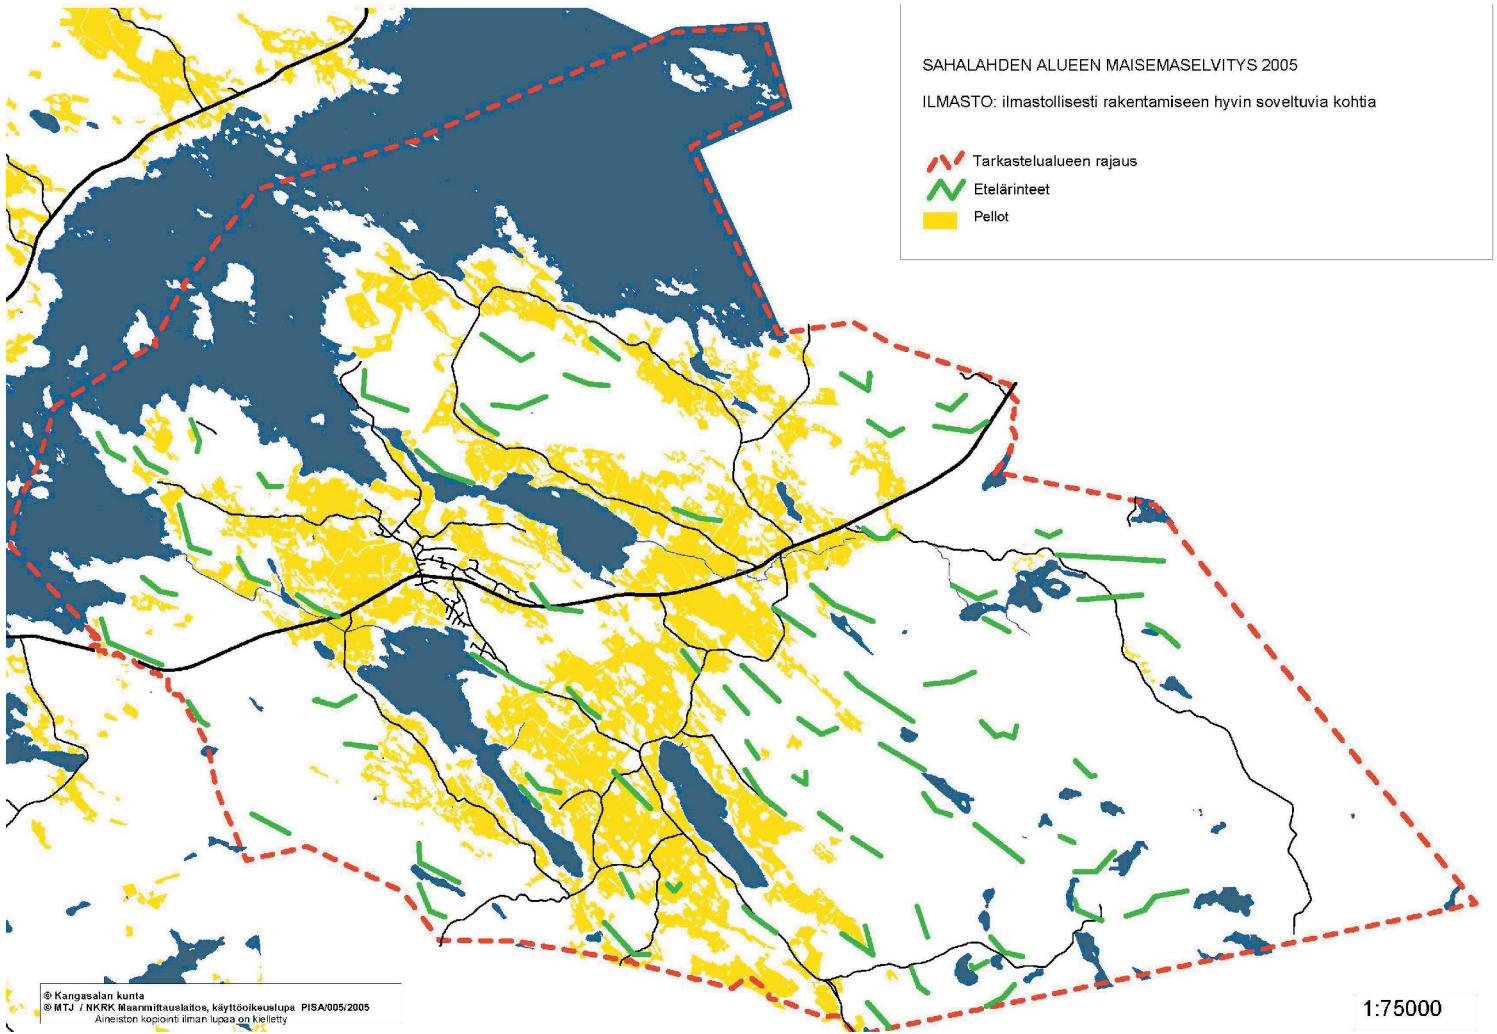 SAHALAHDEN ALUEEN MAISEMASELVITYS 2005
ILMASTO: ilmastollisesti rakentamiseen hyvin soveltuvia kohtia
Tarkastelualueen rajaus
Etelärinteet
Pellot
© Kangasalan kunta
© MTJ / NKRK Maanmittauslaitos, käyttöoikeuslupa PISA/005/2005
Aineiston kopiointi ilman lupaa on kielletty
1:75000